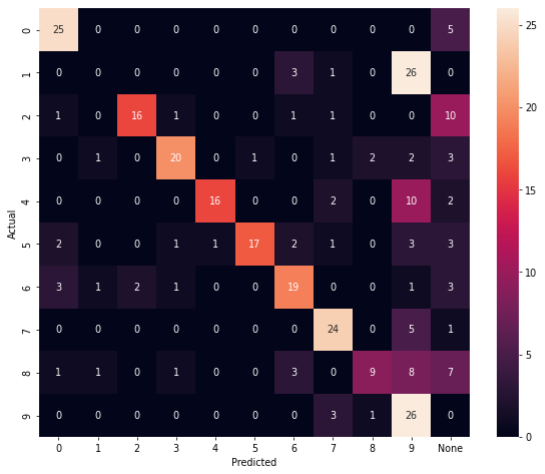 0 25 0 0 0 0 0 0 0 0 0 5
1 0 0 0 0 0 0 3 1 0 26 0
2 1 0 16 1 0 0 1 1 0 0 10
3 0 1 0 20 0 1 0 1 2 2 3
4 0 0 0 0 16 0 0 2 0 10 2
5 2 0 0 1 1 17 2 1 0 3 3
6 3 1 2 1 0 0 19 0 0 1 3
7 0 0 0 0 0 0 0 24 0 5 1
8 1 1 0 1 0 0 3 0 9 8 7
9 0 0 0 0 0 0 0 3 1 26 0
0 1 2 3 4 5 6 7 8 9 None
Predicted
Actual
25
20
15
10
5
0